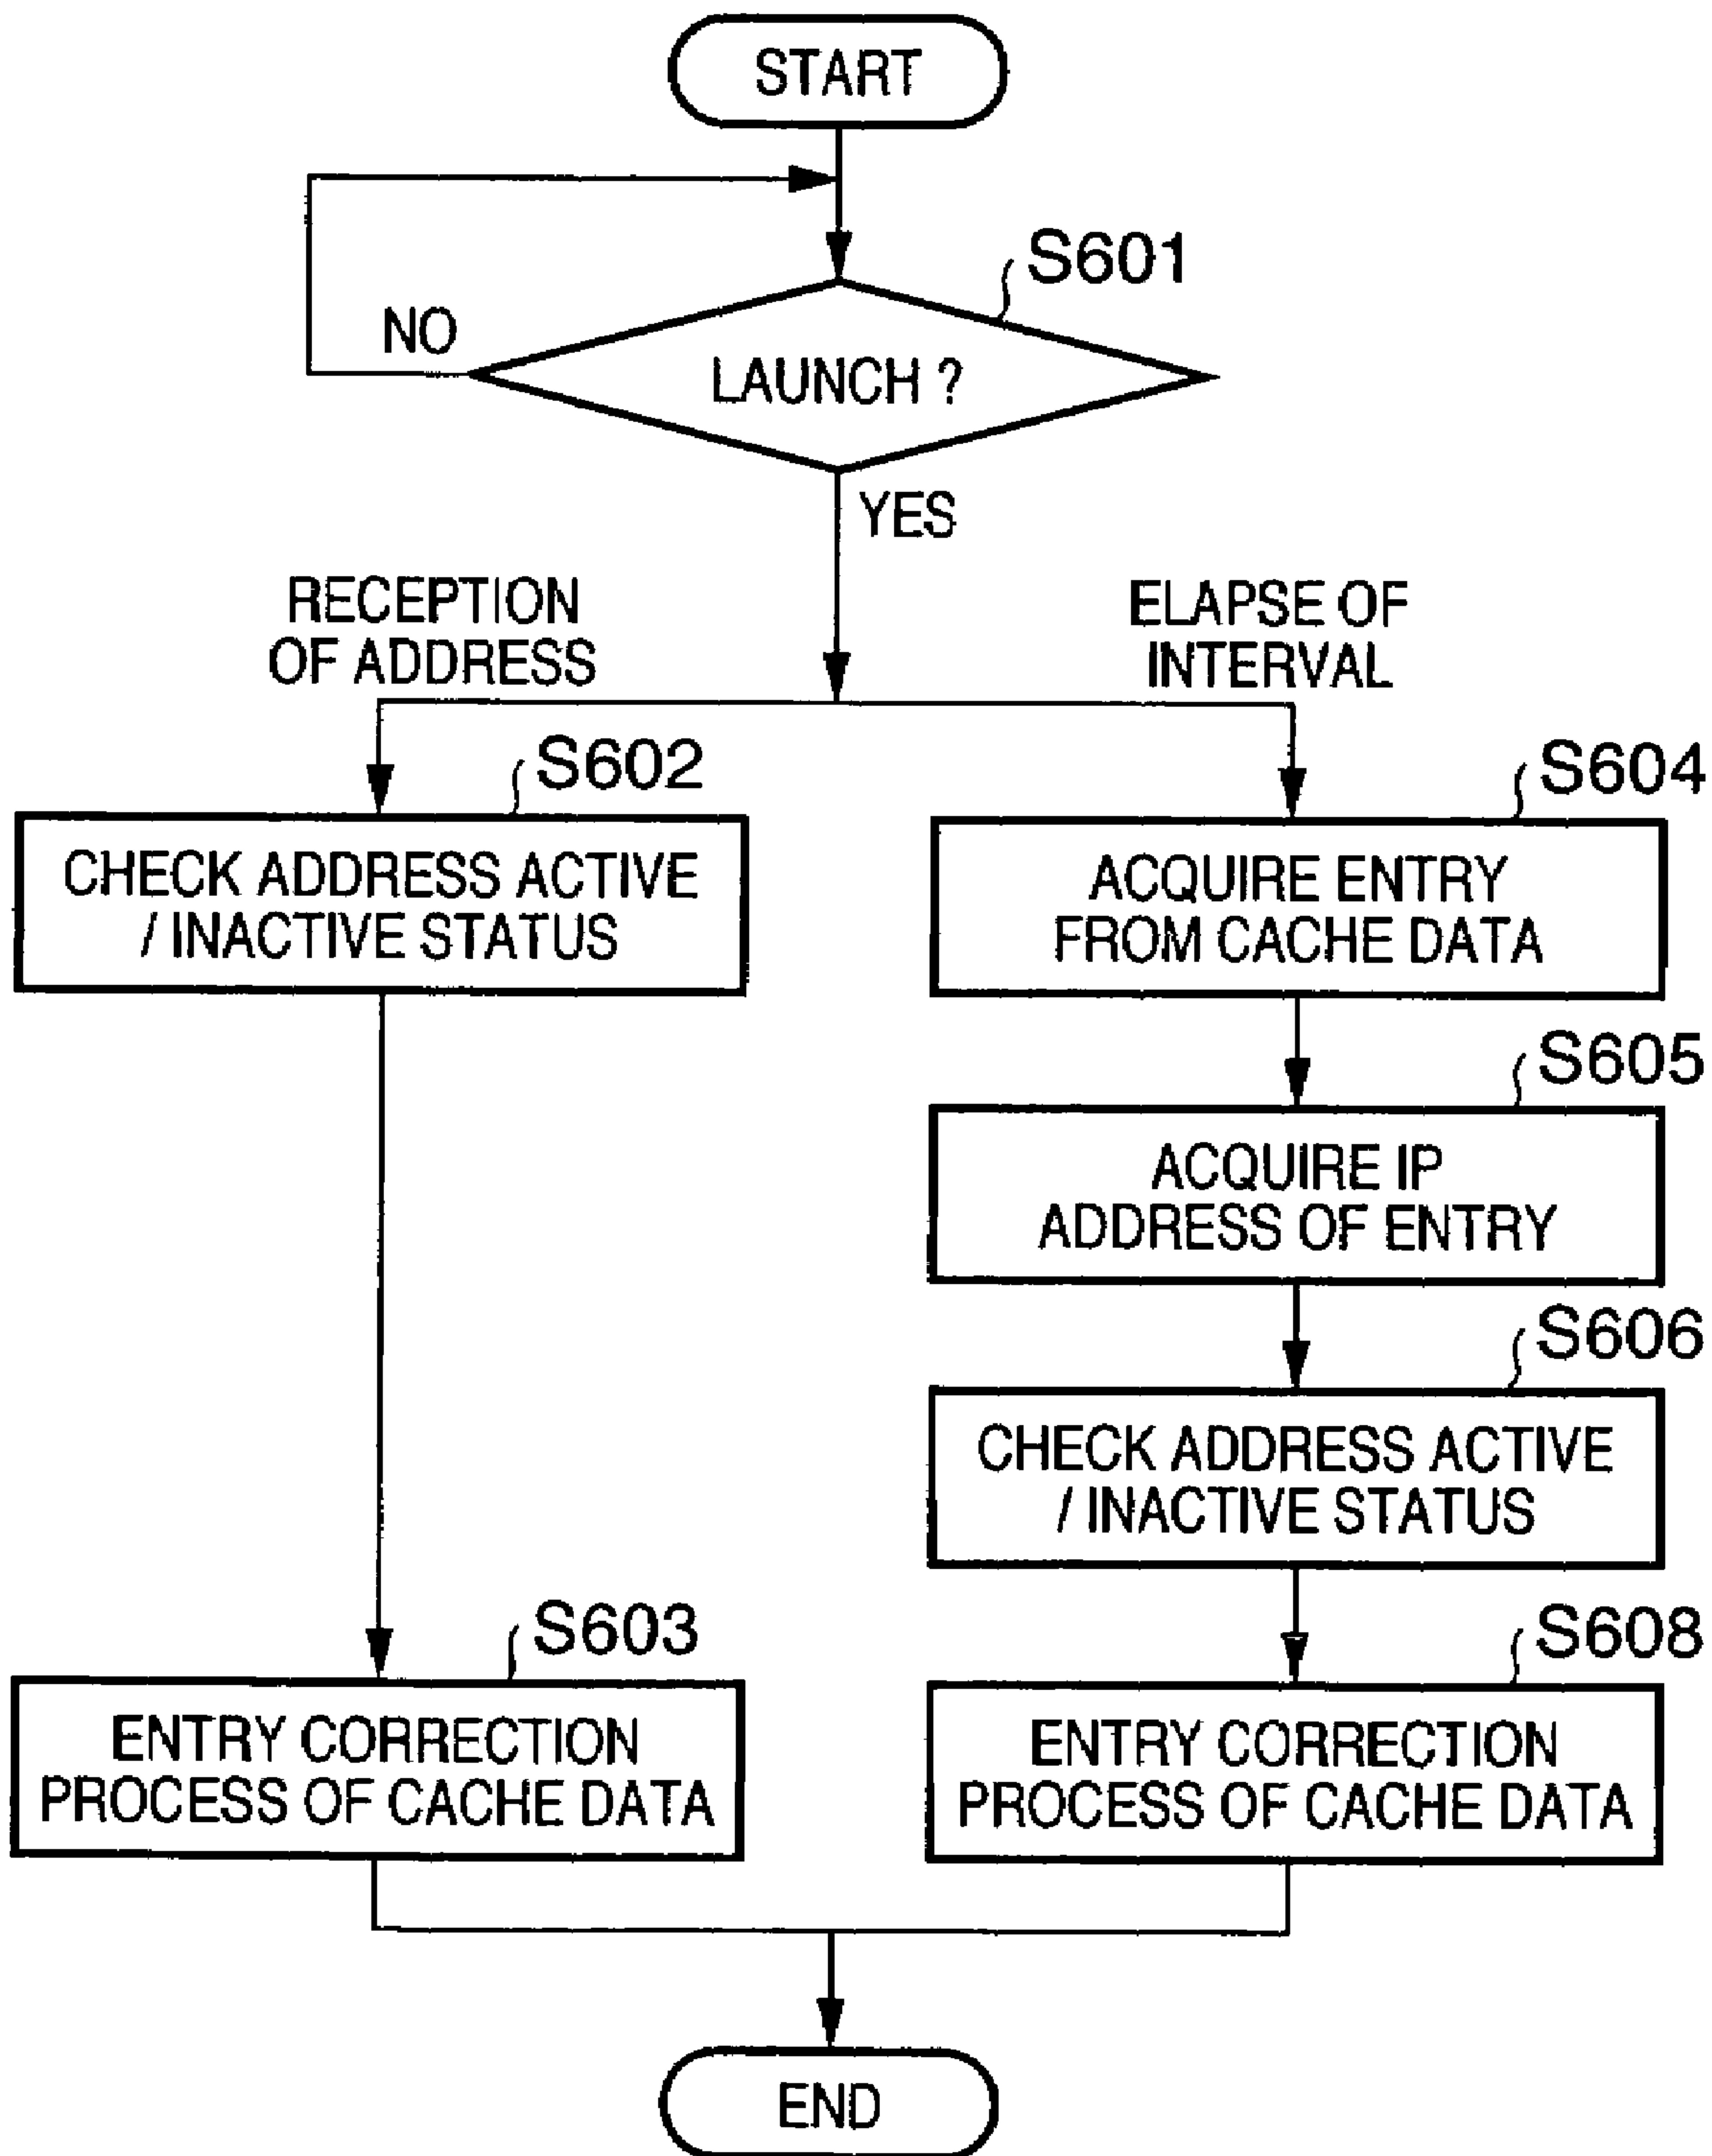 START
S601
NO
LAUNCH ?
YES
RECEPTION
OF ADDRESS
ELAPSE OF
INTERVAL
S602
CHECK ADDRESS ACTIVE
/ INACTIVE STATUS
S604
ACQUIRE ENTRY
FROM CACHE DATA
S605
ACQUIRE IP
ADDRESS OF ENTRY
S606
CHECK ADDRESS ACTIVE
/ INACTIVE STATUS
S603
ENTRY CORRECTION
PROCESS OF CACHE DATA
S608
ENTRY CORRECTION
PROCESS OF CACHE DATA
END